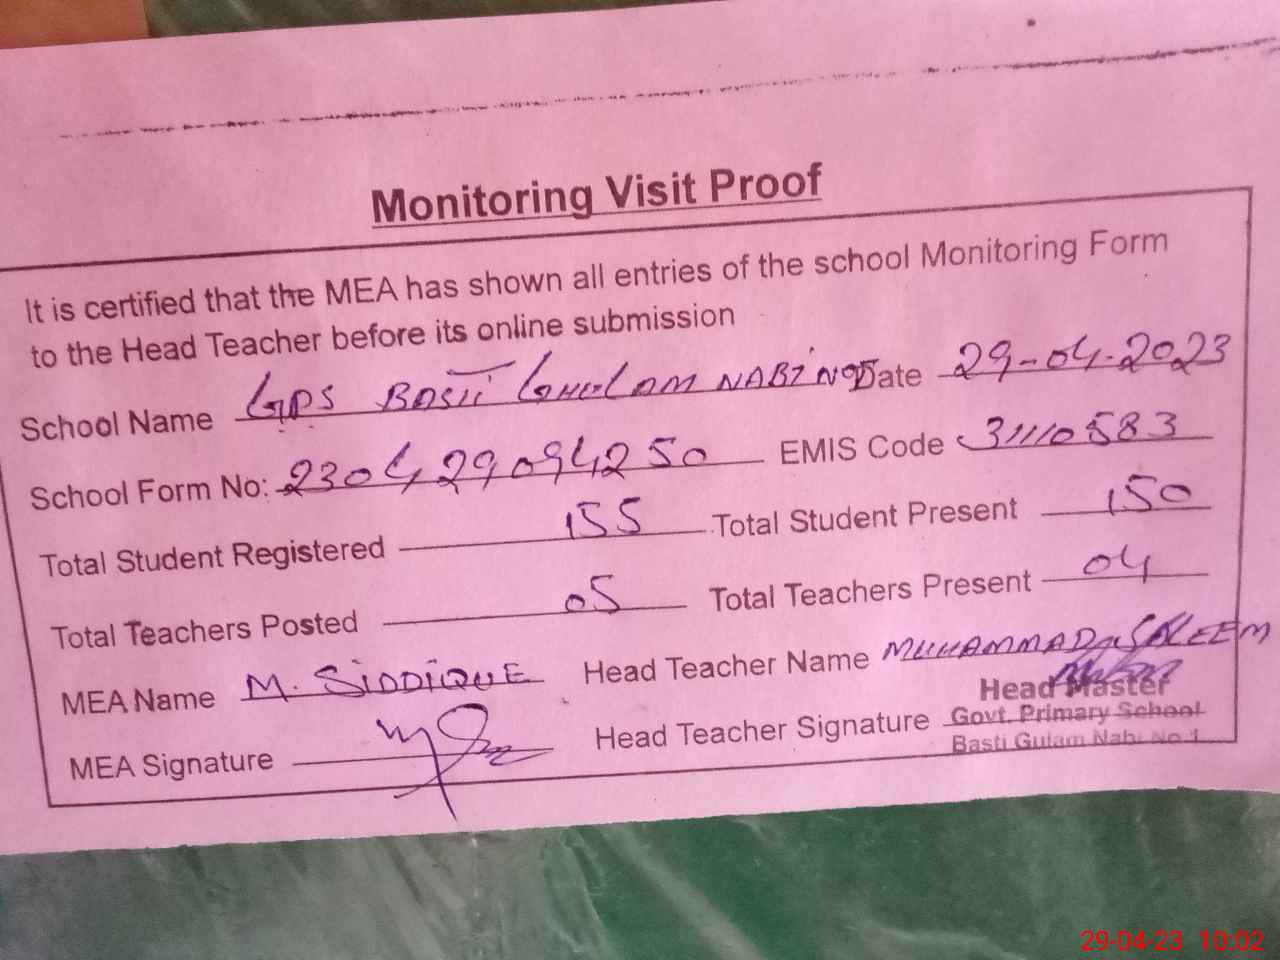 Monitoring Visit Proof
It is certified that the MEA has shown all entries of the school Monitoring Form
to the Head Teacher before its online submission
School Name GPS BASTI GHULAM NABI NO Date 29-04-2023
School Form No: 230429094250 EMIS Code 31110583
Total Student Registered 155 Total Student Present 150
Total Teachers Posted 05 Total Teachers Present 04
MEA Name M. SIDDIQUE Head Teacher Name MUHAMMAD SALEEM
MEA Signature Head Teacher Signature
Head Master
Govt. Primary School
Basti Gulam Nabi No 1
29-04-23 10:02